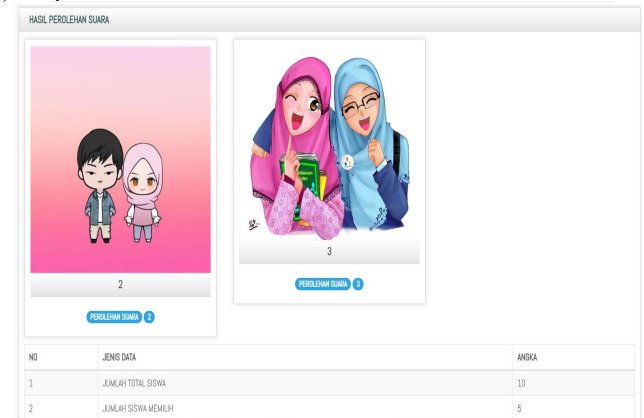 HASIL PEROLEHAN SUARA
2
PEROLEHAN SUARA 2
3
PEROLEHAN SUARA 3
NO JENIS DATA ANGKA
1 JUMLAH TOTAL SISWA 10
2 JUMLAH SISWA MEMILIH 5